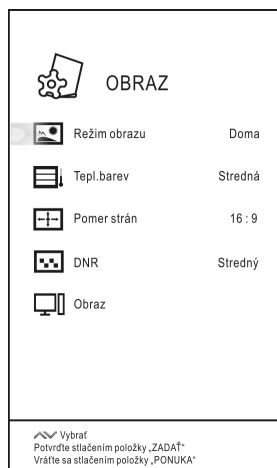 OBRAZ
Režim obrazu Doma
Tepl.barev Stredná
Pomer strán 16 : 9
DNR Stredný
Obraz
Vybrať
Potvrďte stlačením položky „ZADAŤ“
Vráťte sa stlačením položky „PONUKA“